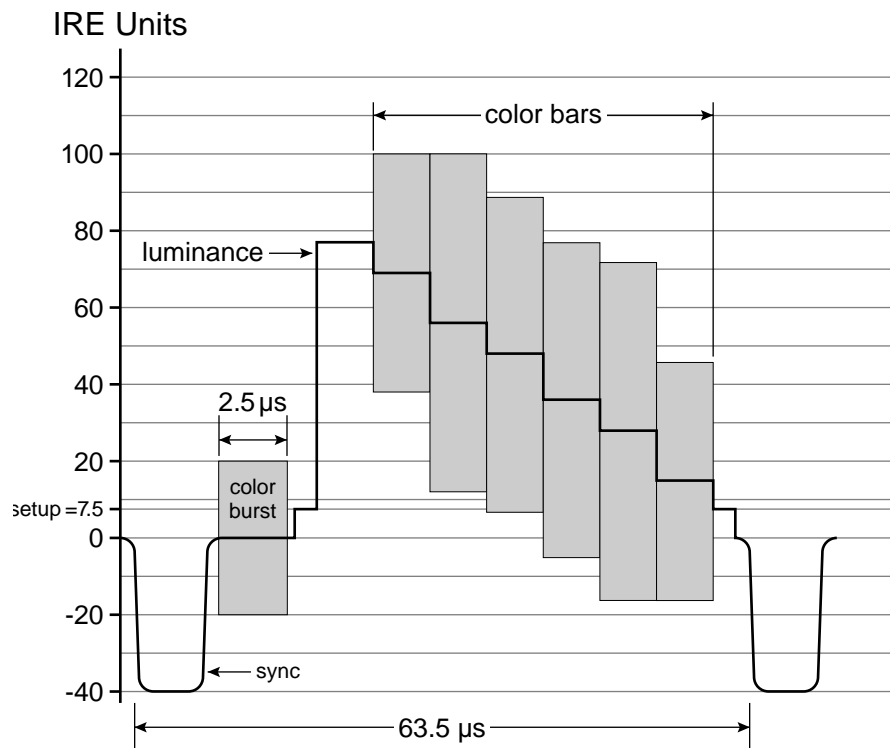 IRE Units
120
color bars
100
80
luminance
60
40
2.5 µs
20
color
burst
setup =7.5
0
-20
sync
-40
63.5 µs